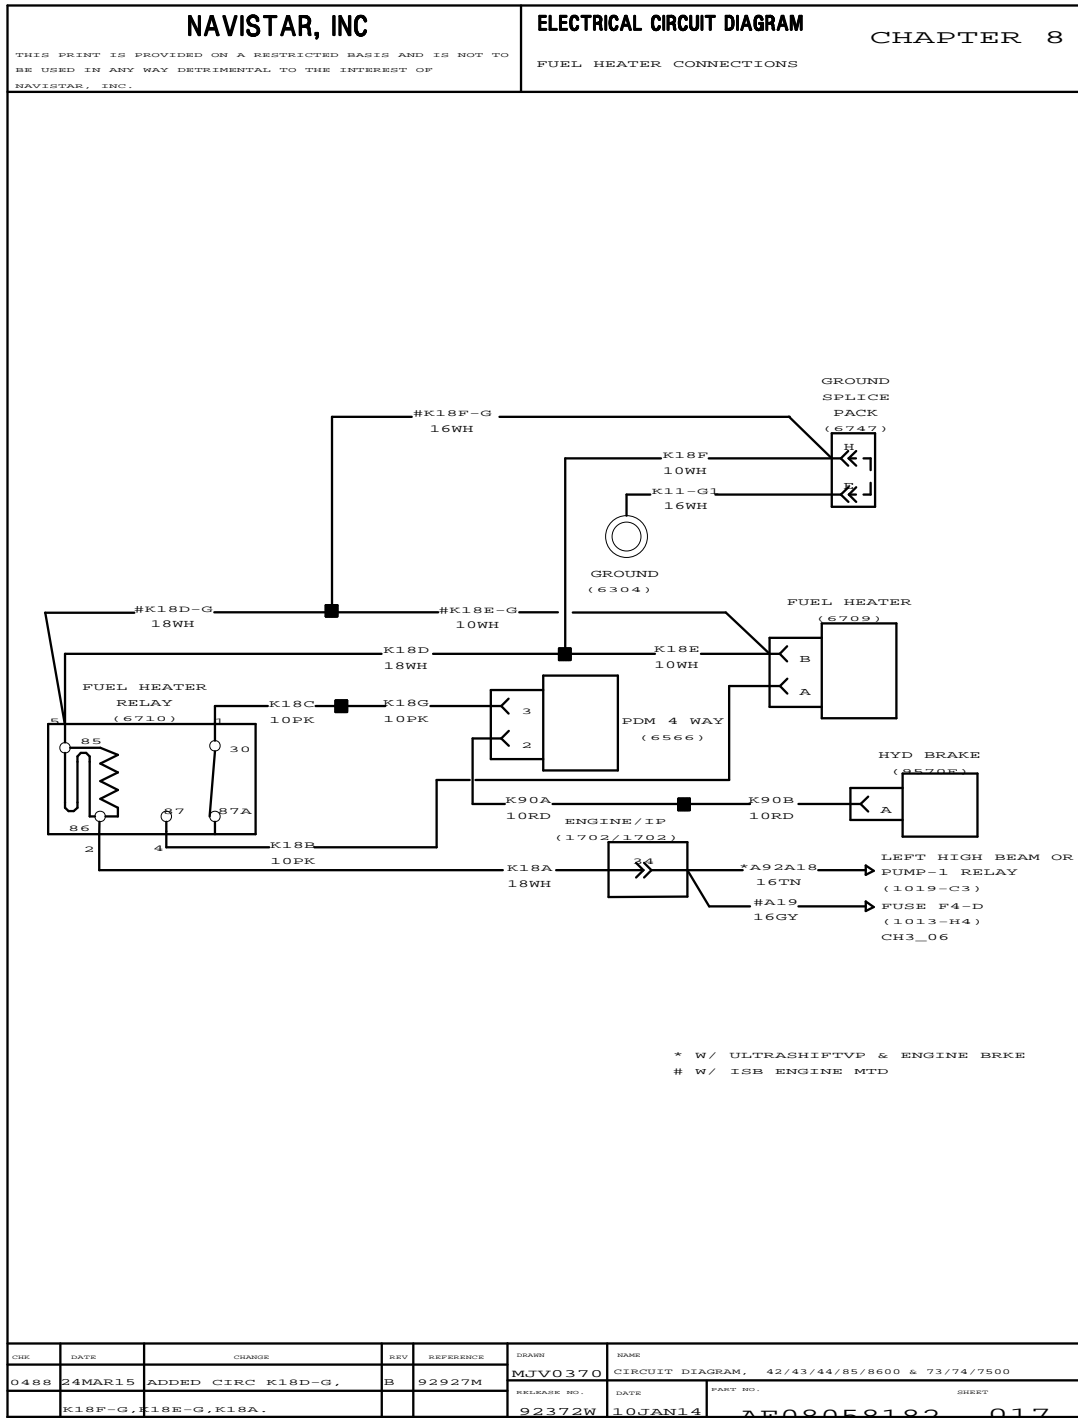 NAVISTAR, INC
THIS PRINT IS PROVIDED ON A RESTRICTED BASIS AND IS NOT TO
BE USED IN ANY WAY DETRIMENTAL TO THE INTEREST OF
NAVISTAR, INC.
ELECTRICAL CIRCUIT DIAGRAM
FUEL HEATER CONNECTIONS
CHAPTER 8
GROUND
SPLICE
PACK
(6747)
#K18F-G
16WH
H
K18F
10WH
E
K11-G1
16WH
GROUND
(6304)
#K18D-G
18WH
#K18E-G
10WH
FUEL HEATER
(6709)
K18D
18WH
K18E
10WH
B
A
FUEL HEATER
RELAY
(6710)
K18C
10PK
K18G
10PK
3
2
PDM 4 WAY
(6566)
5
1
85
30
87
87A
86
2
4
HYD BRAKE
A
K90A
10RD
K90B
10RD
ENGINE/IP
(1702/1702)
24
K18B
10PK
K18A
18WH
*A92A18
16TN
LEFT HIGH BEAM OR
PUMP-1 RELAY
(1019-C3)
#A19
16GY
FUSE F4-D
(1013-H4)
CH3_06
* W/ ULTRASHIFTVP & ENGINE BRKE
# W/ ISB ENGINE MTD
CHK DATE CHANGE REV REFERENCE
0488 24MAR15 ADDED CIRC K18D-G, B 92927M
K18F-G,K18E-G,K18A.
DRAWN
MJV0370
NAME
CIRCUIT DIAGRAM, 42/43/44/85/8600 & 73/74/7500
RELEASE NO.
92372W
DATE
10JAN14
PART NO.
AF08058182
SHEET
017